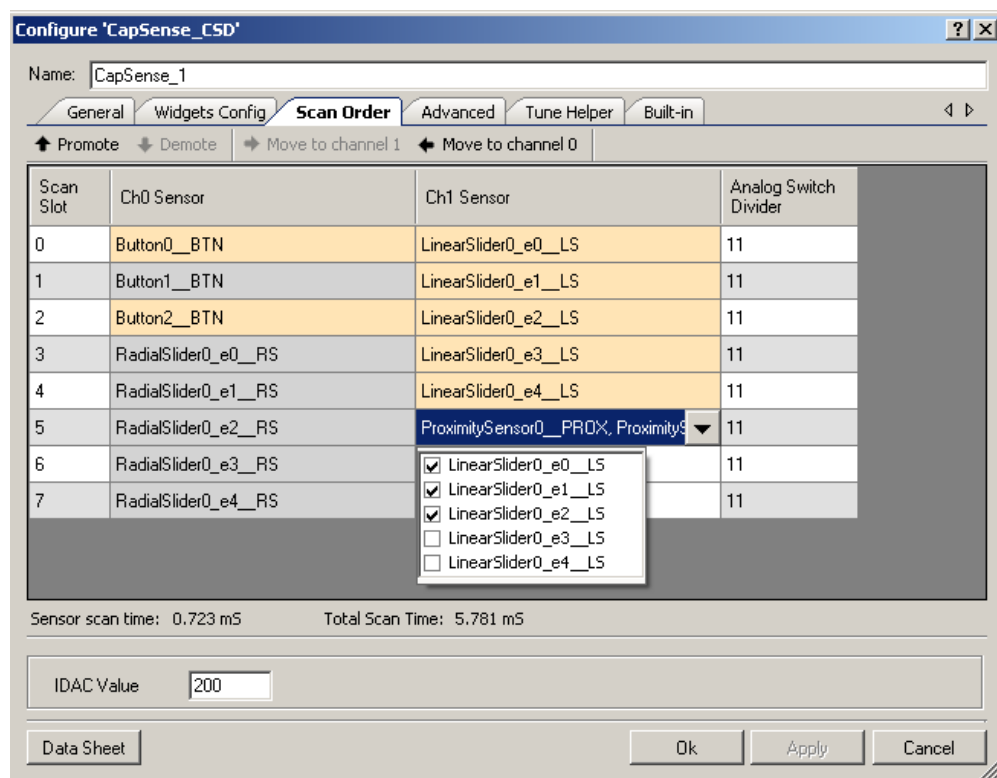 Configure 'CapSense_CSD'
Name: CapSense_1
General Widgets Config Scan Order Advanced Tune Helper Built-in
Promote Demote Move to channel 1 Move to channel 0
Scan Slot Ch0 Sensor Ch1 Sensor Analog Switch Divider
0 Button0__BTN LinearSlider0_e0__LS 11
1 Button1__BTN LinearSlider0_e1__LS 11
2 Button2__BTN LinearSlider0_e2__LS 11
3 RadialSlider0_e0__RS LinearSlider0_e3__LS 11
4 RadialSlider0_e1__RS LinearSlider0_e4__LS 11
5 RadialSlider0_e2__RS ProximitySensor0__PROX, ProximityS 11
6 RadialSlider0_e3__RS 11
7 RadialSlider0_e4__RS 11
LinearSlider0_e0__LS
LinearSlider0_e1__LS
LinearSlider0_e2__LS
LinearSlider0_e3__LS
LinearSlider0_e4__LS
Sensor scan time: 0.723 mS Total Scan Time: 5.781 mS
IDAC Value 200
Data Sheet Ok Apply Cancel